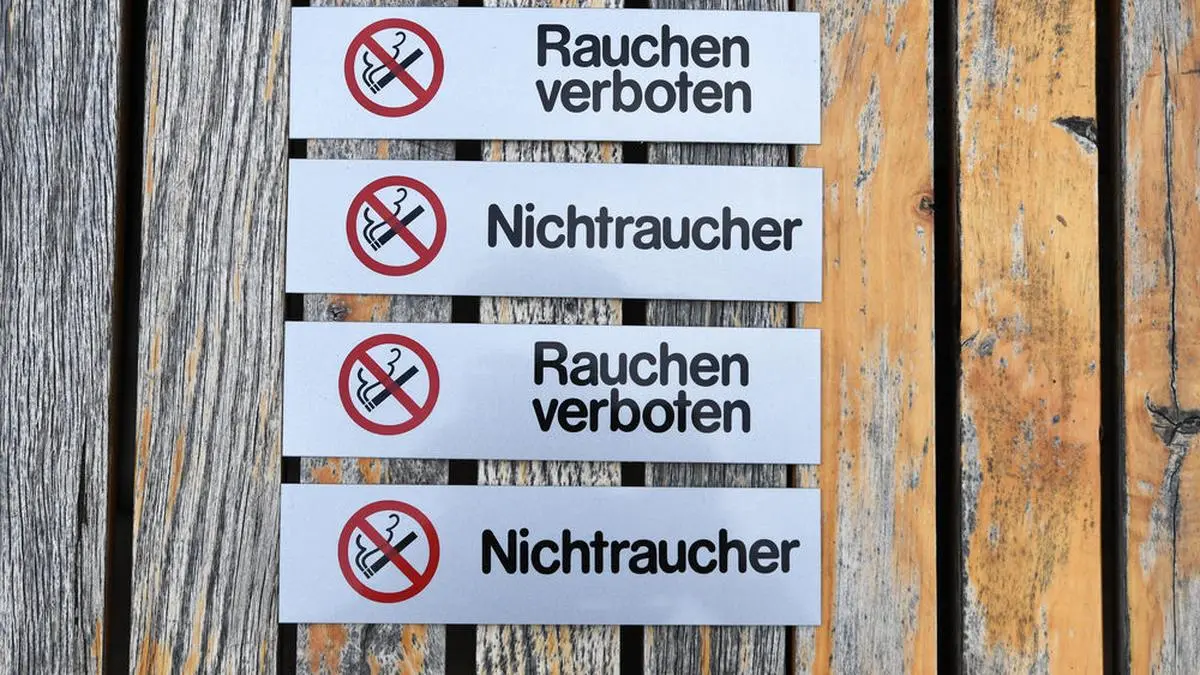 Rauchen
verboten
Nichtraucher
Rauchen
verboten
Nichtraucher